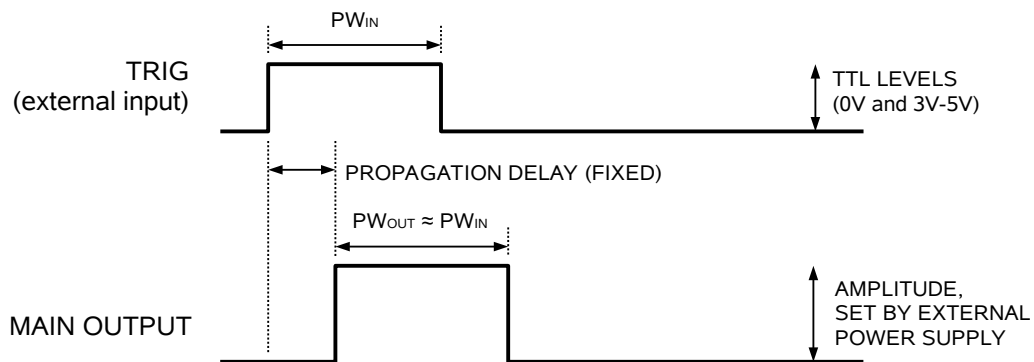 PWIN
TRIG
(external input)
TTL LEVELS
(0V and 3V-5V)
PROPAGATION DELAY (FIXED)
PWOUT ≈ PWIN
MAIN OUTPUT
AMPLITUDE,
SET BY EXTERNAL
POWER SUPPLY